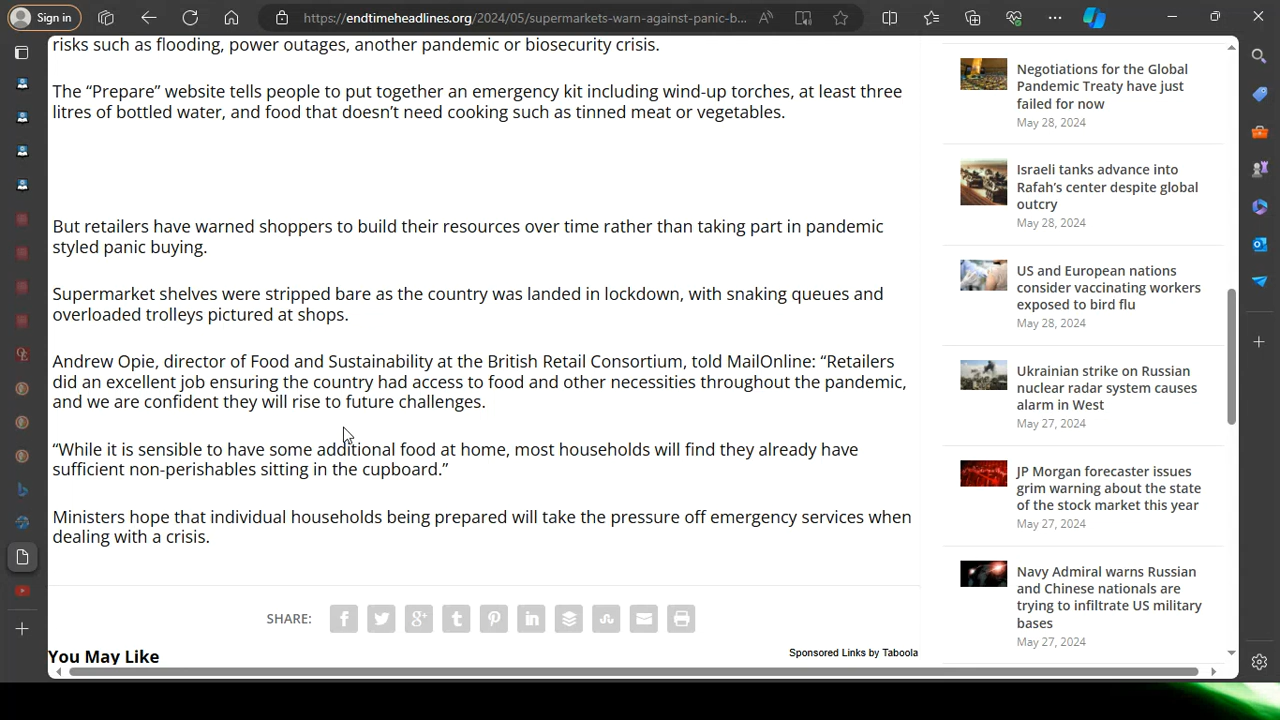 Sign in
https://endtimeheadlines.org/2024/05/supermarkets-warn-against-panic-b...
risks such as flooding, power outages, another pandemic or biosecurity crisis.
The “Prepare” website tells people to put together an emergency kit including wind-up torches, at least three
litres of bottled water, and food that doesn’t need cooking such as tinned meat or vegetables.
But retailers have warned shoppers to build their resources over time rather than taking part in pandemic
styled panic buying.
Supermarket shelves were stripped bare as the country was landed in lockdown, with snaking queues and
overloaded trolleys pictured at shops.
Andrew Opie, director of Food and Sustainability at the British Retail Consortium, told MailOnline: “Retailers
did an excellent job ensuring the country had access to food and other necessities throughout the pandemic,
and we are confident they will rise to future challenges.
“While it is sensible to have some additional food at home, most households will find they already have
sufficient non-perishables sitting in the cupboard.”
Ministers hope that individual households being prepared will take the pressure off emergency services when
dealing with a crisis.
SHARE:
You May Like
Sponsored Links by Taboola
Negotiations for the Global
Pandemic Treaty have just
failed for now
May 28, 2024
Israeli tanks advance into
Rafah’s center despite global
outcry
May 28, 2024
US and European nations
consider vaccinating workers
exposed to bird flu
May 28, 2024
Ukrainian strike on Russian
nuclear radar system causes
alarm in West
May 27, 2024
JP Morgan forecaster issues
grim warning about the state
of the stock market this year
May 27, 2024
Navy Admiral warns Russian
and Chinese nationals are
trying to infiltrate US military
bases
May 27, 2024